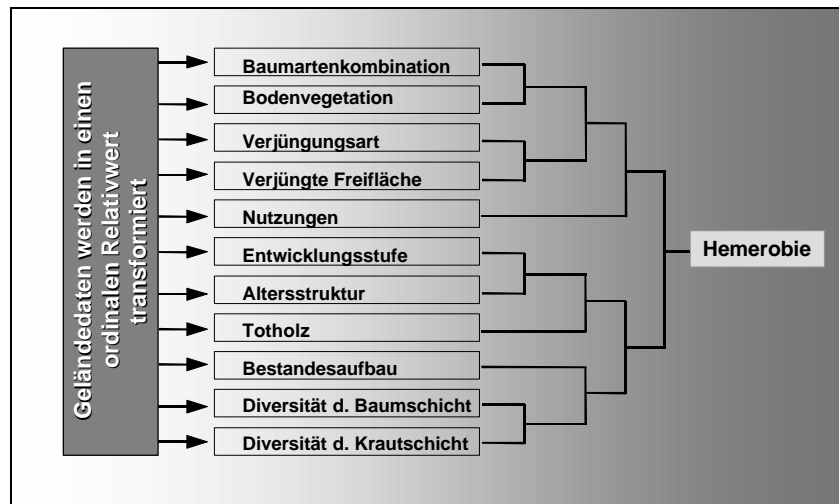 Geländedaten werden in einen
ordinalen Relativwert
transformiert
Baumartenkombination
Bodenvegetation
Verjüngungsart
Verjüngte Freifläche
Nutzungen
Entwicklungsstufe
Altersstruktur
Totholz
Bestandesaufbau
Diversität d. Baumschicht
Diversität d. Krautschicht
Hemerobie